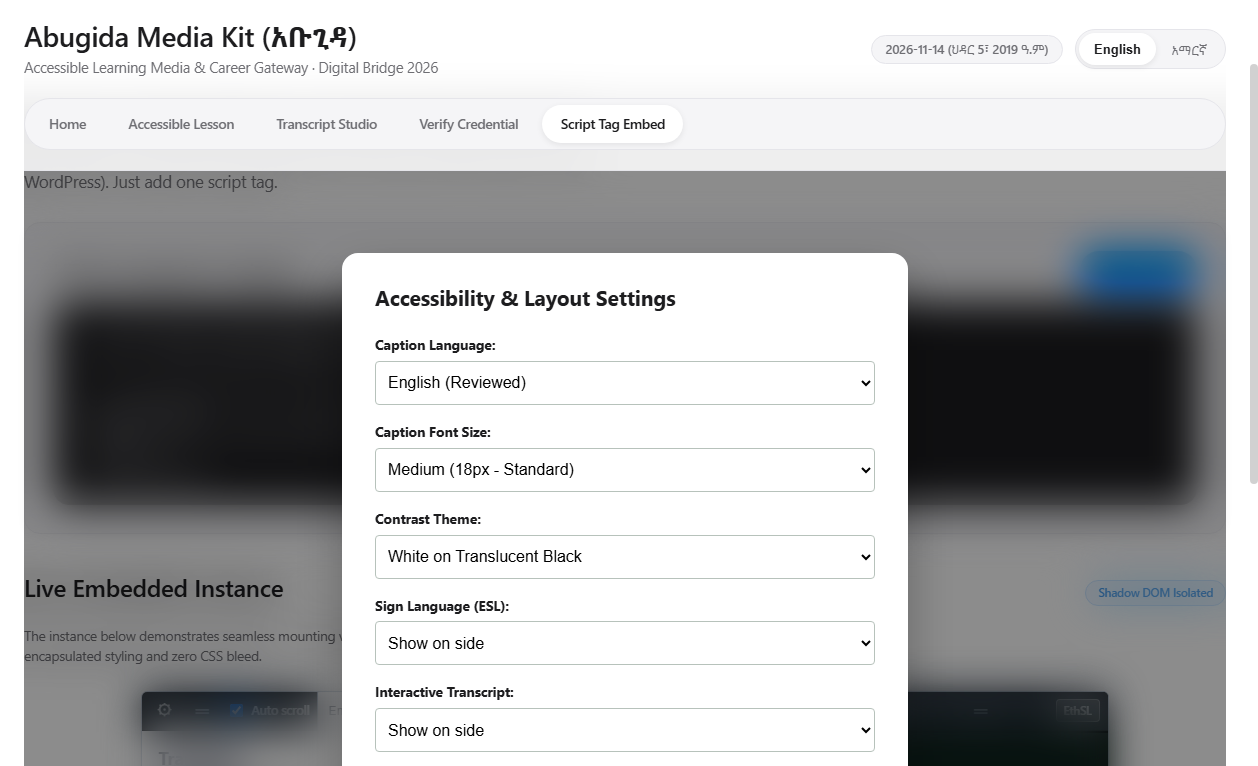 Abugida Media Kit (አቡጊዳ)
Accessible Learning Media & Career Gateway · Digital Bridge 2026
2026-11-14 (ህዳር 5፣ 2019 ዓ.ም)
English
አማርኛ
Home
Accessible Lesson
Transcript Studio
Verify Credential
Script Tag Embed
WordPress). Just add one script tag.
Accessibility & Layout Settings
Caption Language:
English (Reviewed)
Caption Font Size:
Medium (18px - Standard)
Contrast Theme:
White on Translucent Black
Sign Language (ESL):
Show on side
Interactive Transcript:
Show on side
Live Embedded Instance
Shadow DOM Isolated
The instance below demonstrates seamless mounting
encapsulated styling and zero CSS bleed.
Auto scroll
EthSL